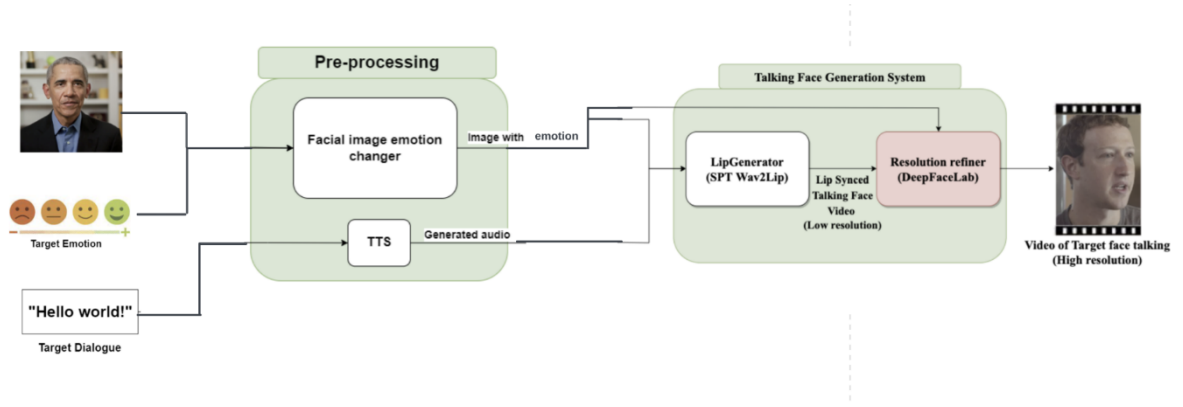 Pre-processing
Talking Face Generation System
Facial image emotion
changer
Image with emotion
LipGenerator
(SPT Wav2Lip)
Resolution refiner
(DeepFaceLab)
Lip Synced
Talking Face
Video
(Low resolution)
- +
Target Emotion
TTS
Generated audio
Video of Target face talking
(High resolution)
"Hello world!"
Target Dialogue